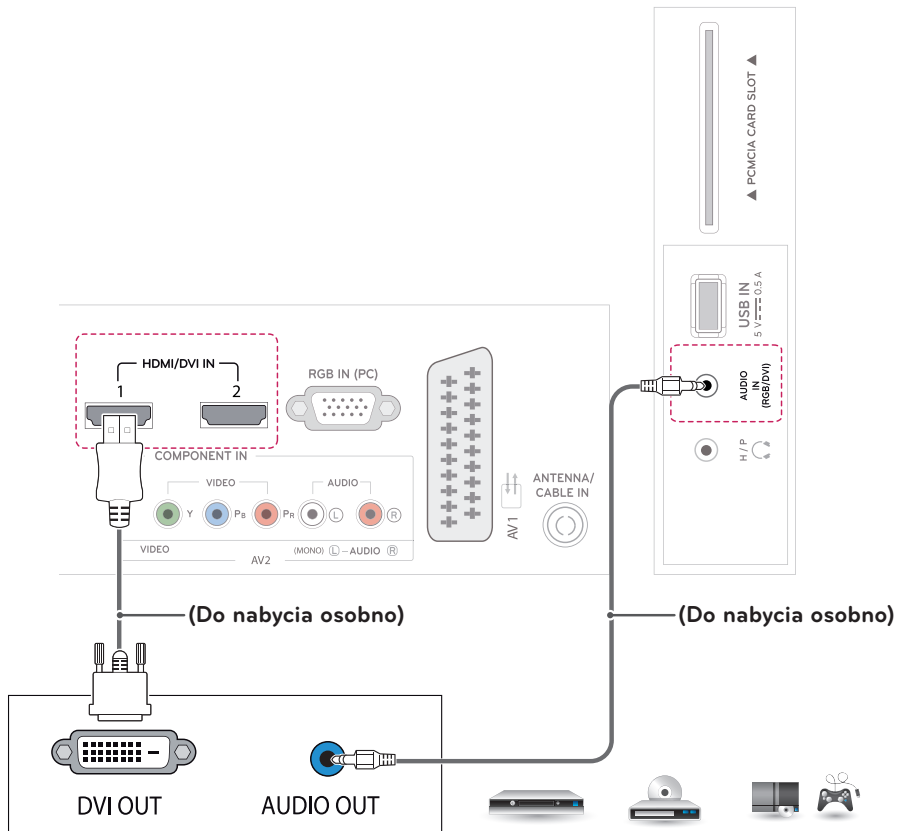 ▲ PCMCIA CARD SLOT ▲
USB IN
5 V 0.5 A
AUDIO
IN
(RGB/DVI)
H / P
HDMI/DVI IN
1 2
RGB IN (PC)
COMPONENT IN
VIDEO AUDIO
Y PB PR L R
VIDEO
(MONO) L – AUDIO R
AV2
AV1
ANTENNA/
CABLE IN
(Do nabycia osobno)
(Do nabycia osobno)
DVI OUT
AUDIO OUT